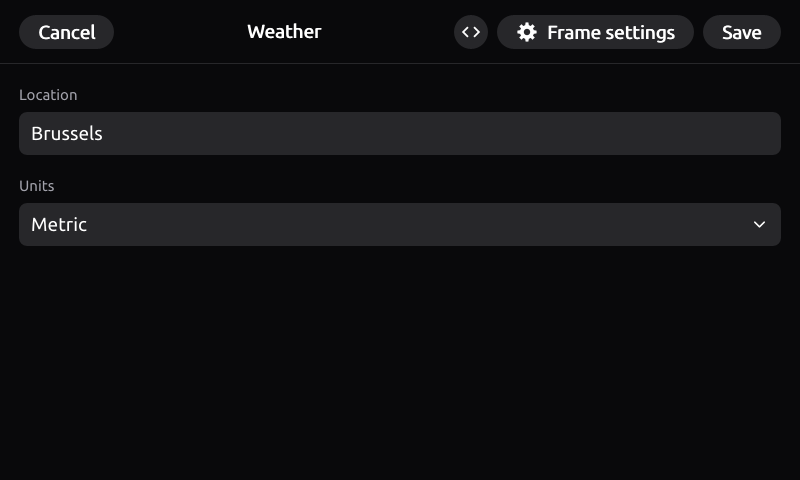 Cancel
Weather
Frame settings
Save
Location
Brussels
Units
Metric